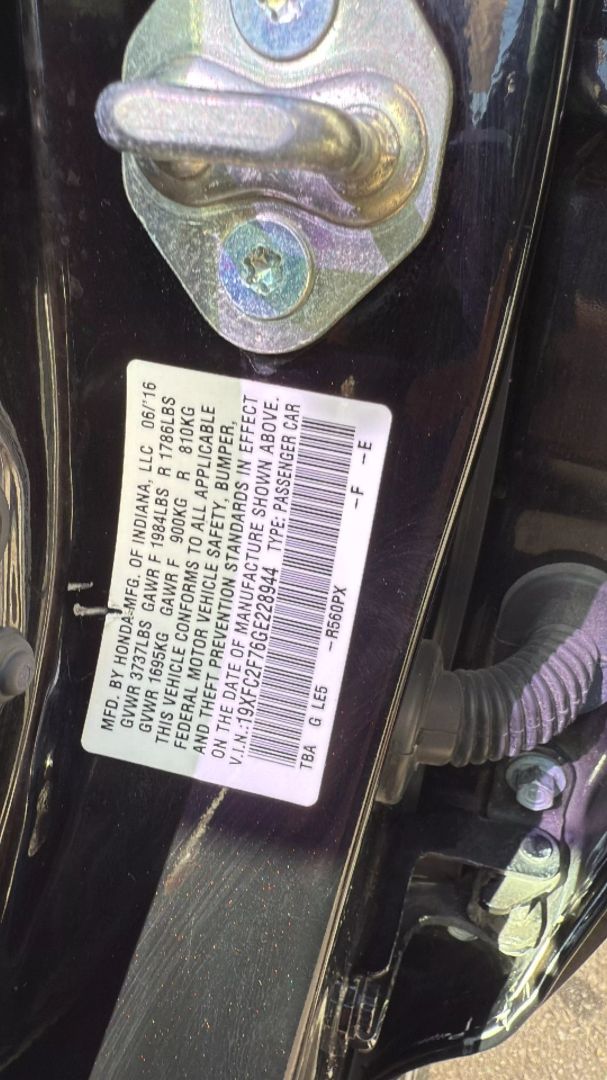 MFD. BY HONDA MFG. OF INDIANA, LLC 06/'16
GVWR 3737LBS GAWR F 1984LBS R 1786LBS
GVWR 1695KG GAWR F 900KG R 810KG
THIS VEHICLE CONFORMS TO ALL APPLICABLE
FEDERAL MOTOR VEHICLE SAFETY, BUMPER,
AND THEFT PREVENTION STANDARDS IN EFFECT
ON THE DATE OF MANUFACTURE SHOWN ABOVE.
V.I.N.:19XFC2F76GE228944 TYPE: PASSENGER CAR
TBA G LE5 -R560PX -F -E